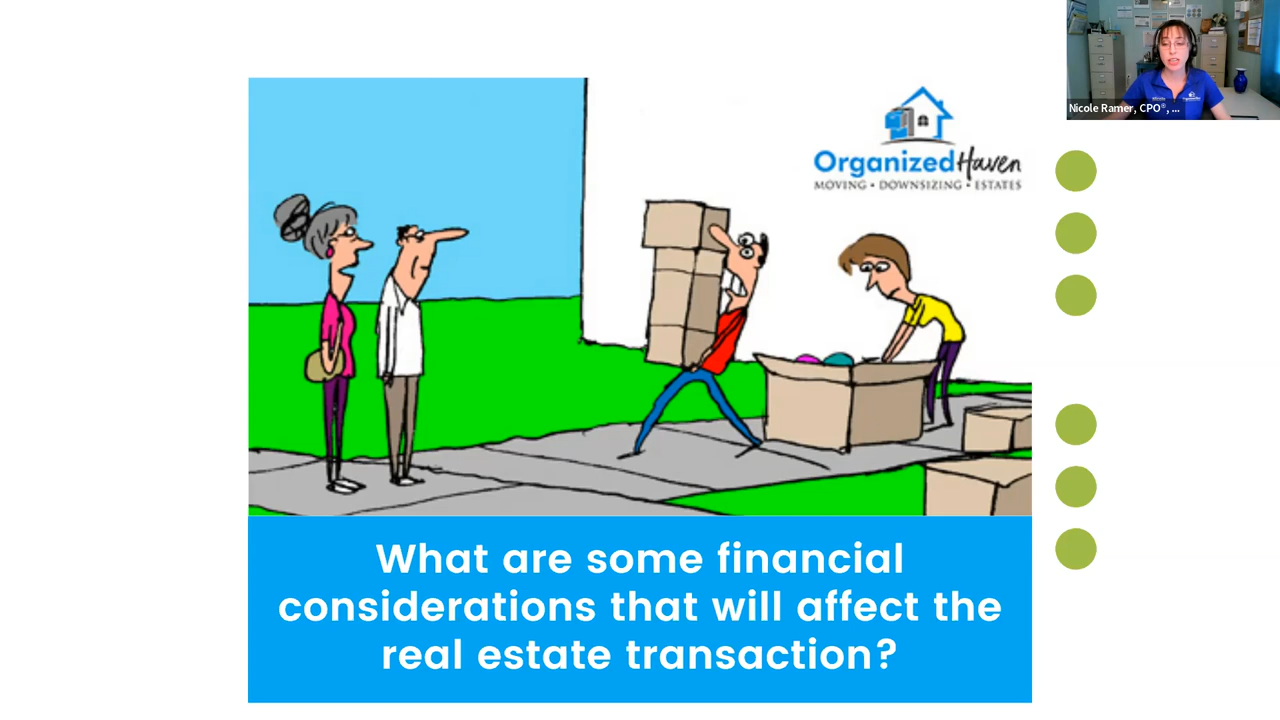 Nicole Ramer, CPO®, ...
Organized Haven
MOVING • DOWNSIZING • ESTATES
What are some financial
considerations that will affect the
real estate transaction?